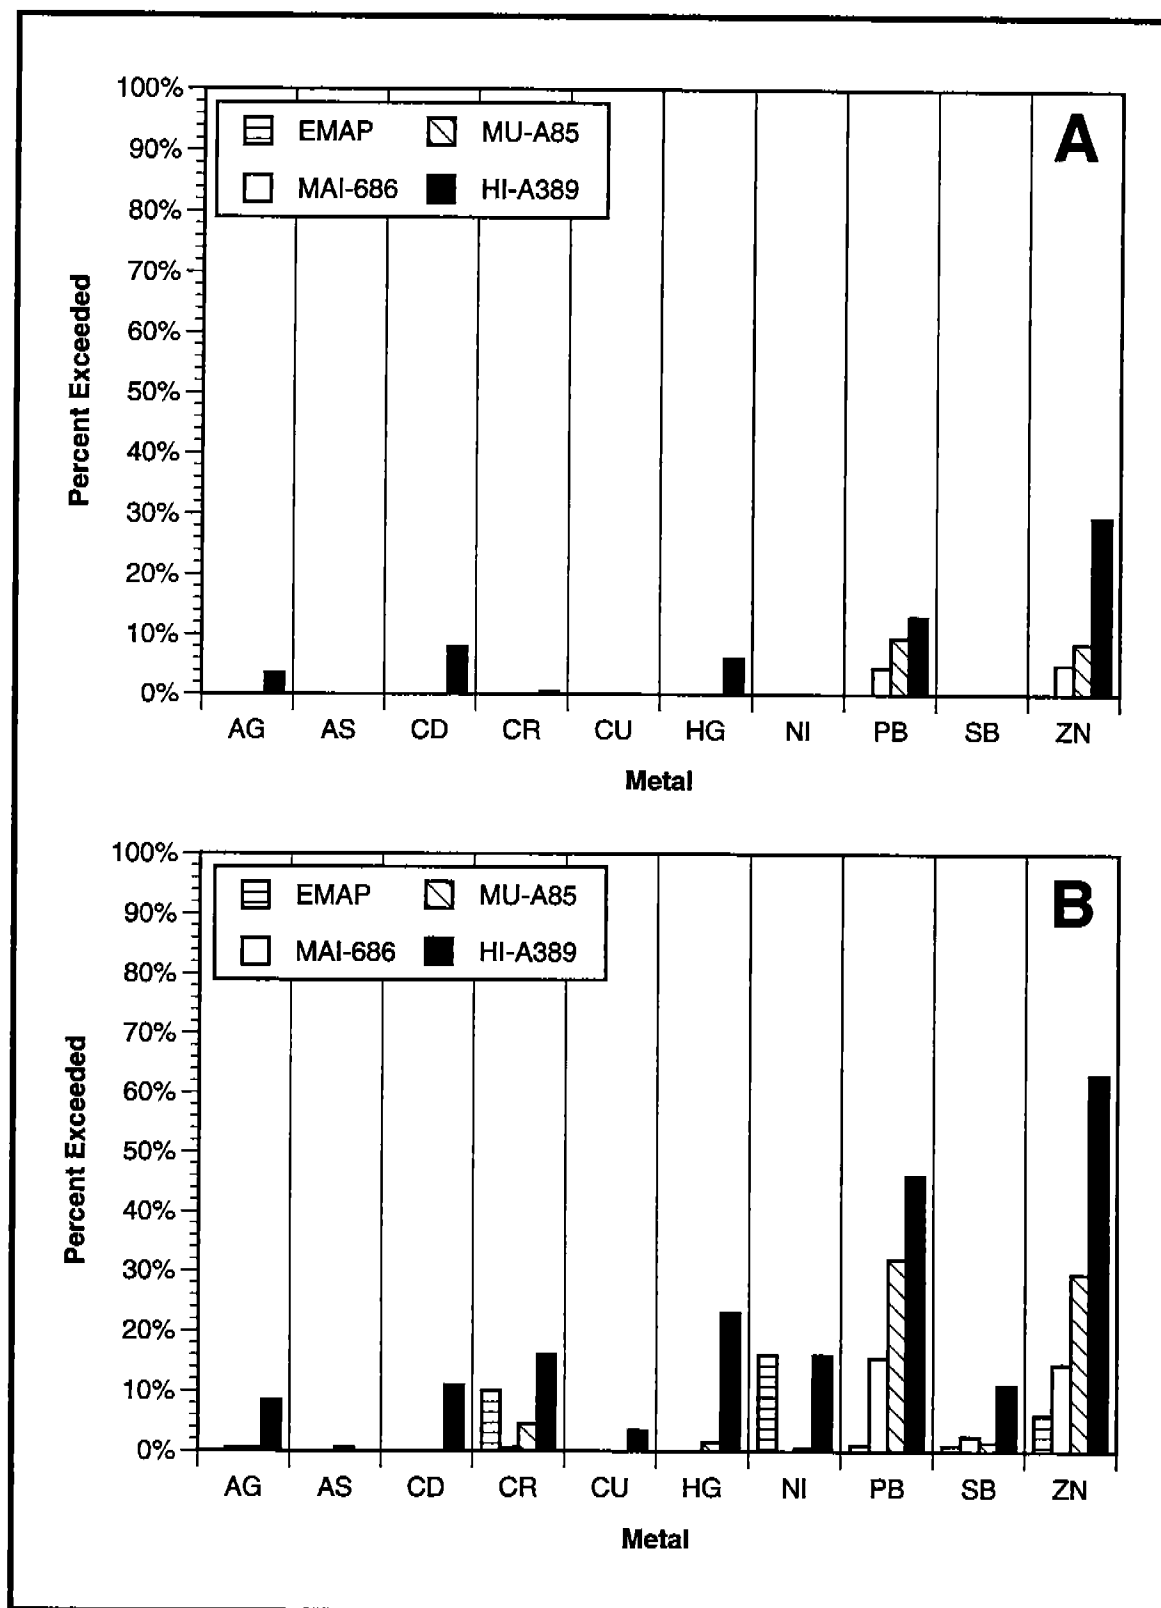 A
EMAP MU-A85
MAI-686 HI-A389
100%
90%
80%
70%
60%
50%
40%
30%
20%
10%
0%
Percent Exceeded
AG AS CD CR CU HG NI PB SB ZN
Metal
B
EMAP MU-A85
MAI-686 HI-A389
100%
90%
80%
70%
60%
50%
40%
30%
20%
10%
0%
Percent Exceeded
AG AS CD CR CU HG NI PB SB ZN
Metal